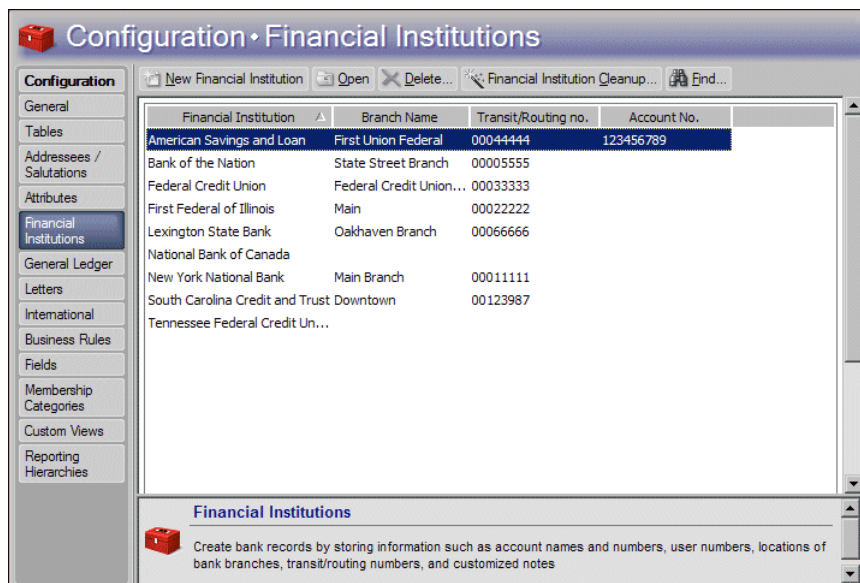 Configuration • Financial Institutions
Configuration
General
Tables
Addressees /
Salutations
Attributes
Financial
Institutions
General Ledger
Letters
International
Business Rules
Fields
Membership
Categories
Custom Views
Reporting
Hierarchies
New Financial Institution Open Delete... Financial Institution Cleanup... Find...
Financial Institution Branch Name Transit/Routing no. Account No.
American Savings and Loan First Union Federal 00044444 123456789
Bank of the Nation State Street Branch 00005555
Federal Credit Union Federal Credit Union... 00033333
First Federal of Illinois Main 00022222
Lexington State Bank Oakhaven Branch 00066666
National Bank of Canada
New York National Bank Main Branch 00011111
South Carolina Credit and Trust Downtown 00123987
Tennessee Federal Credit Un...
Financial Institutions
Create bank records by storing information such as account names and numbers, user numbers, locations of
bank branches, transit/routing numbers, and customized notes